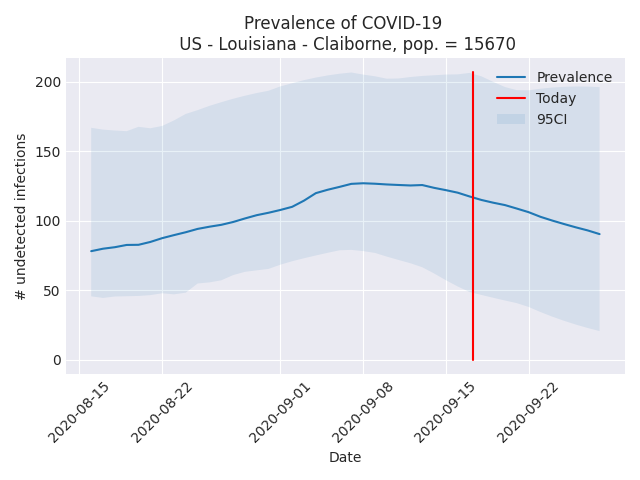 Prevalence of COVID-19
US - Louisiana - Claiborne, pop. = 15670
# undetected infections
200
150
100
50
0
Prevalence
Today
95CI
2020-08-15
2020-08-22
2020-09-01
2020-09-08
2020-09-15
2020-09-22
Date